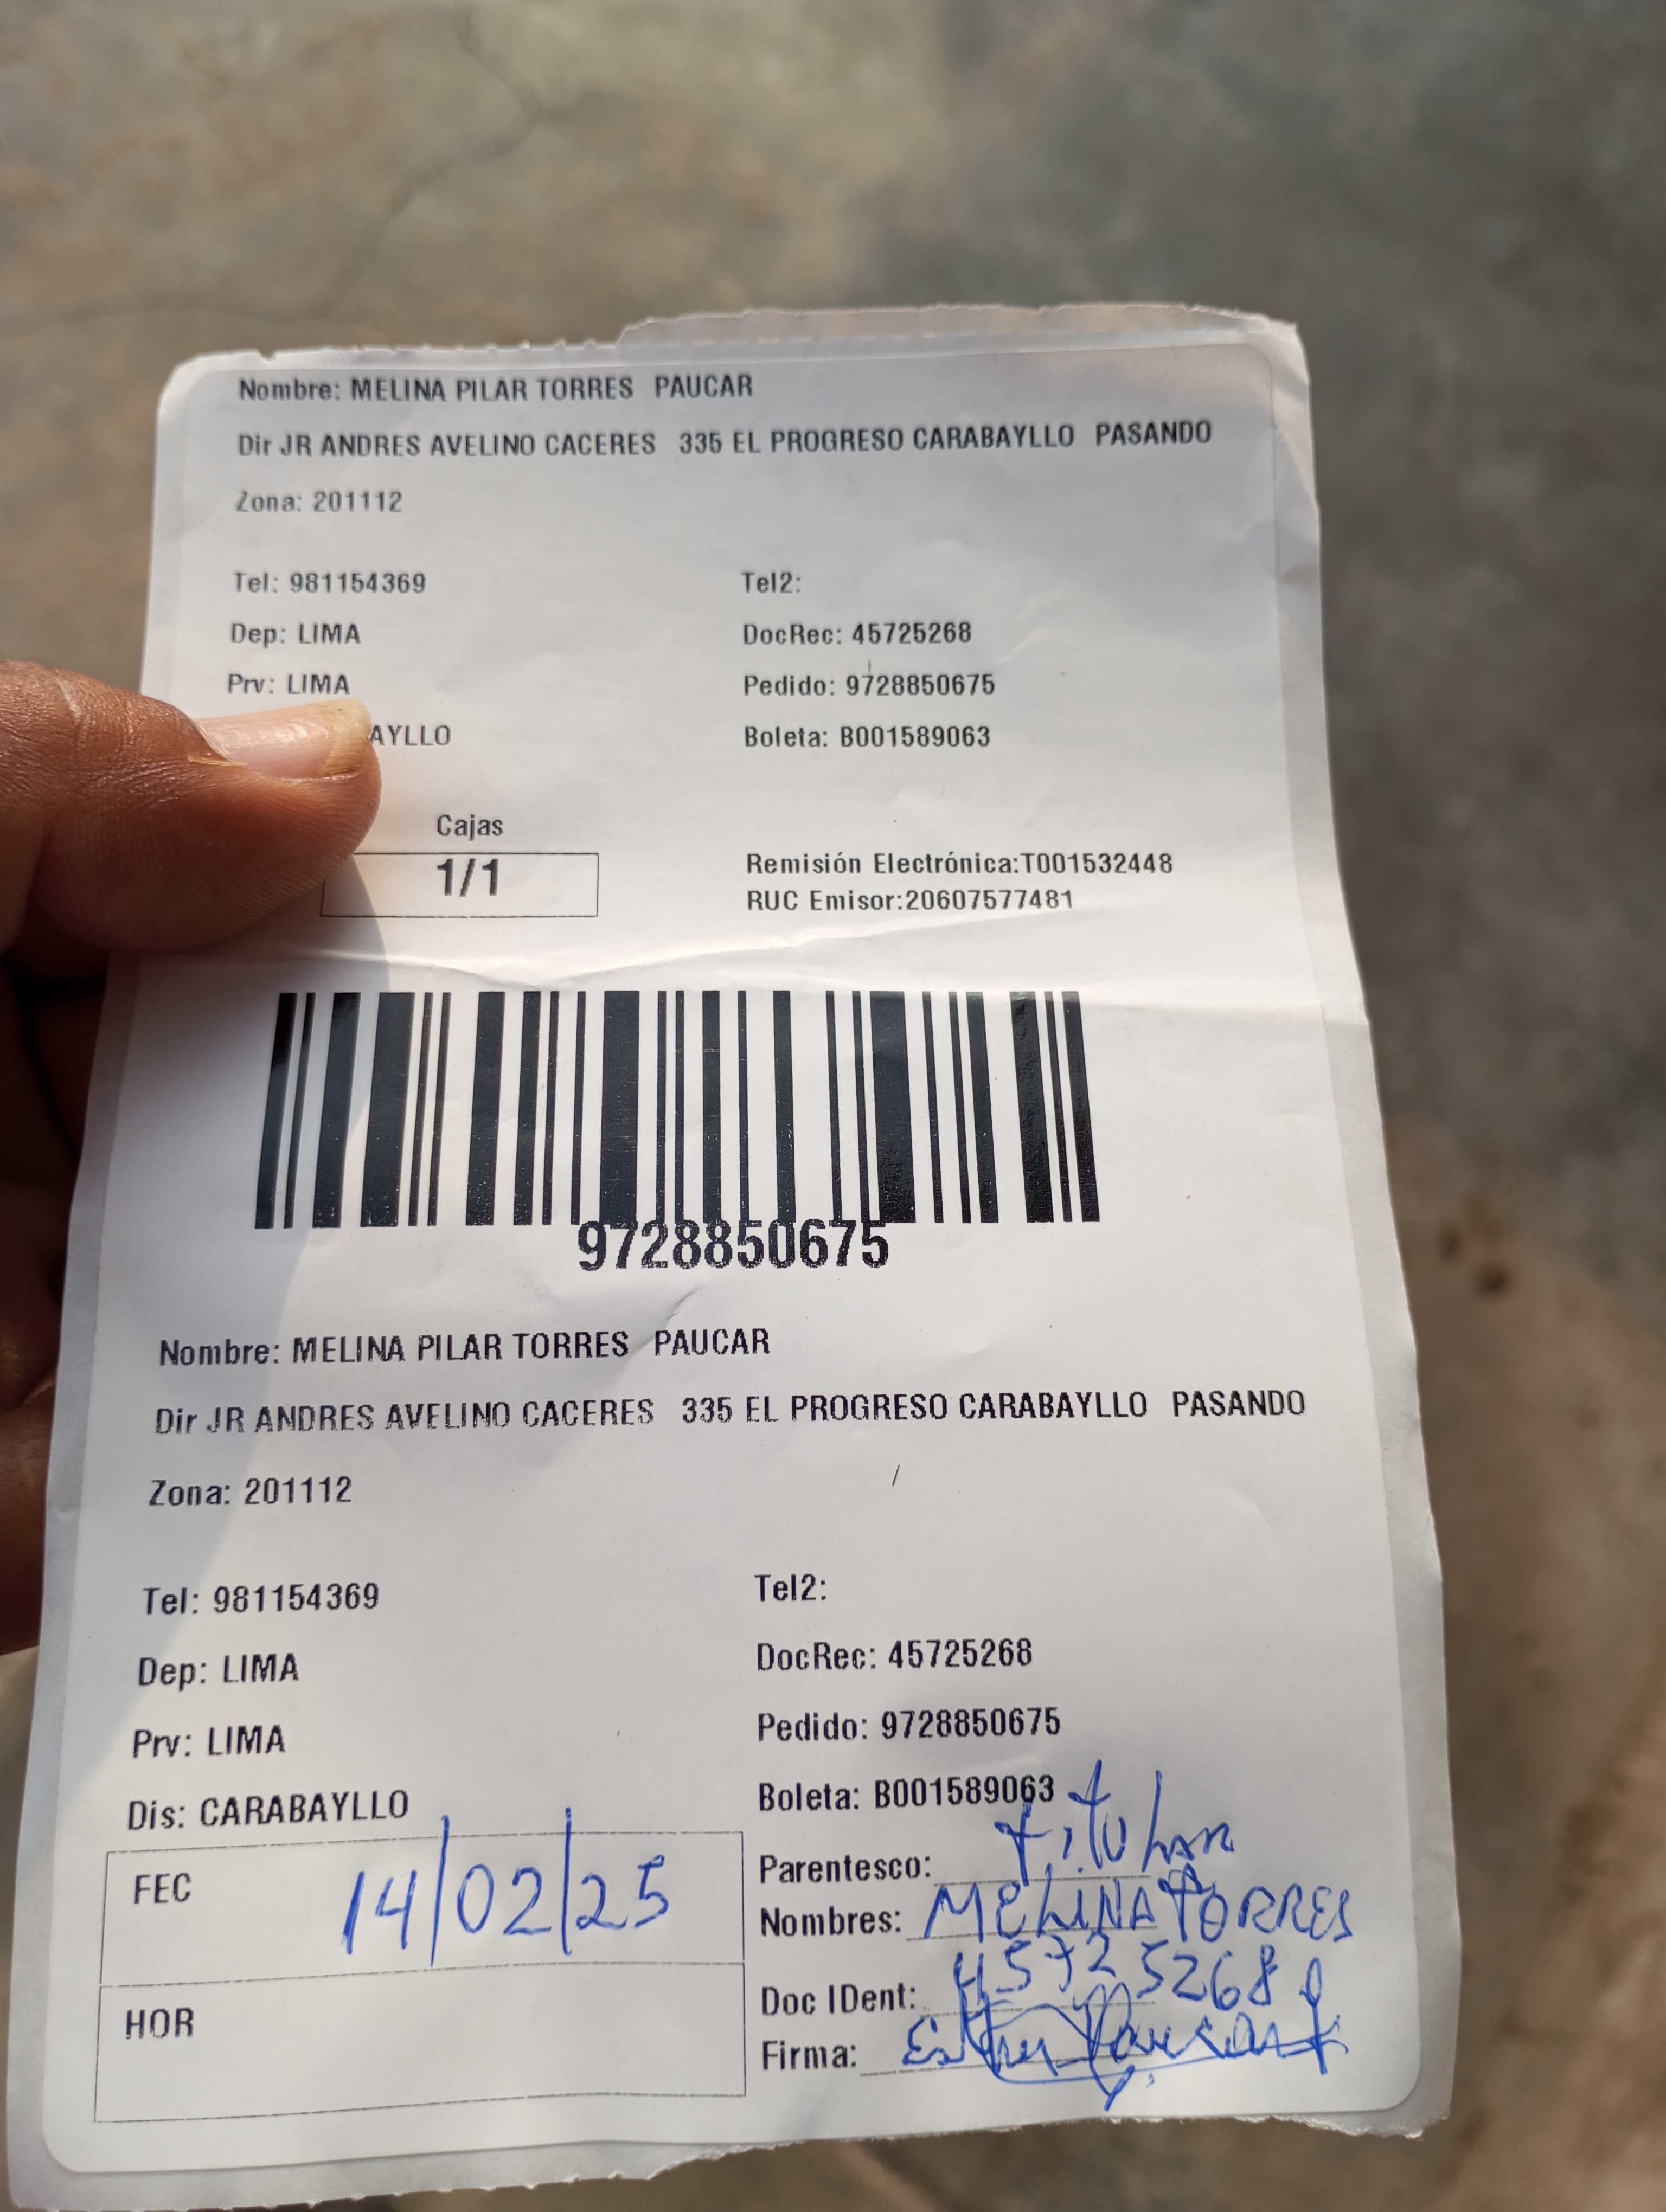 Nombre: MELINA PILAR TORRES PAUCAR
Dir JR ANDRES AVELINO CACERES 335 EL PROGRESO CARABAYLLO PASANDO
Zona: 201112
Tel: 981154369 Tel2:
Dep: LIMA DocRec: 45725268
Prv: LIMA Pedido: 9728850675
AYLLO Boleta: B001589063
Cajas
1/1
Remisión Electrónica:T001532448
RUC Emisor:20607577481
9728850675
Nombre: MELINA PILAR TORRES PAUCAR
Dir JR ANDRES AVELINO CACERES 335 EL PROGRESO CARABAYLLO PASANDO
Zona: 201112
Tel: 981154369 Tel2:
Dep: LIMA DocRec: 45725268
Prv: LIMA Pedido: 9728850675
Dis: CARABAYLLO Boleta: B001589063
FEC 14/02/25
HOR
Parentesco: titular
Nombres: MELINA TORRES
Doc IDent: 45725268
Firma: Esther Paucar